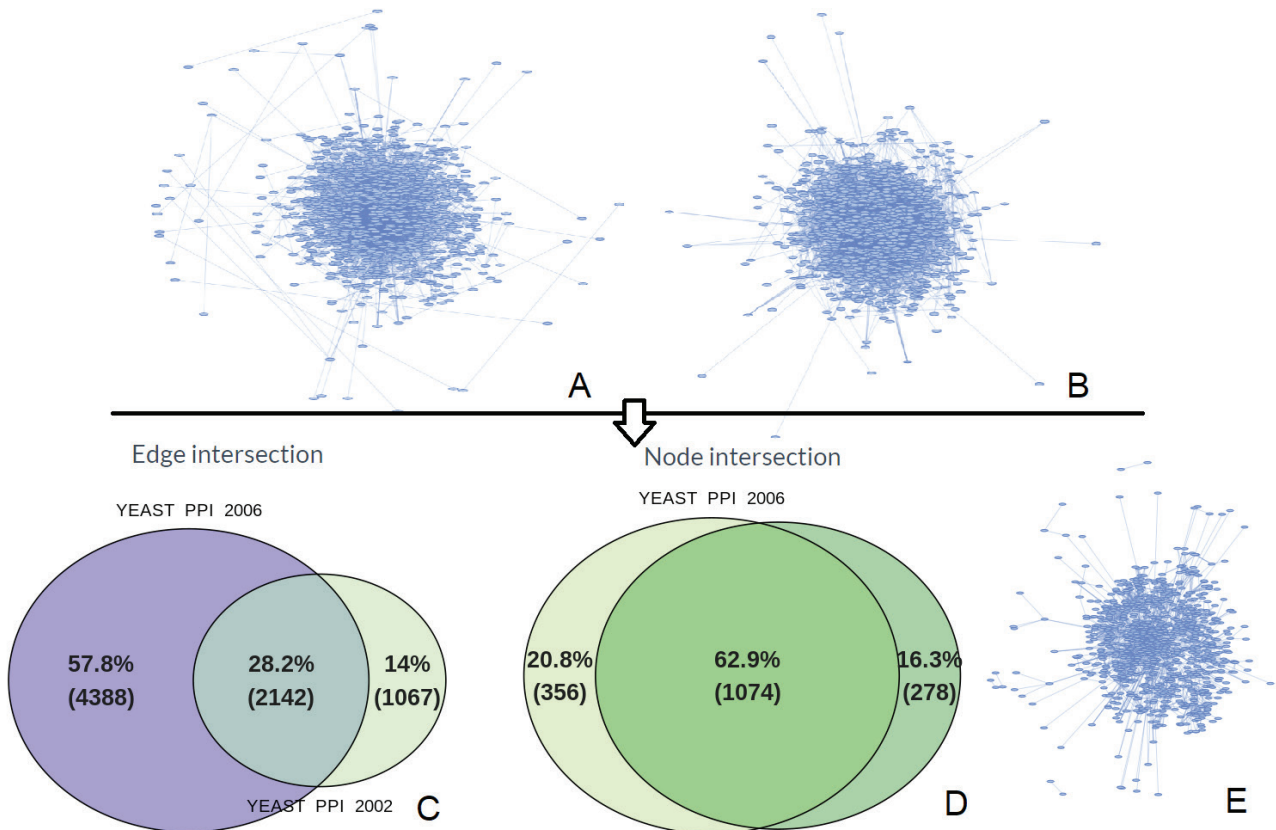 A
B
Edge intersection
Node intersection
YEAST PPI 2006
YEAST PPI 2006
57.8%
(4388)
28.2%
(2142)
14%
(1067)
20.8%
(356)
62.9%
(1074)
16.3%
(278)
YEAST PPI 2002
C
D
E